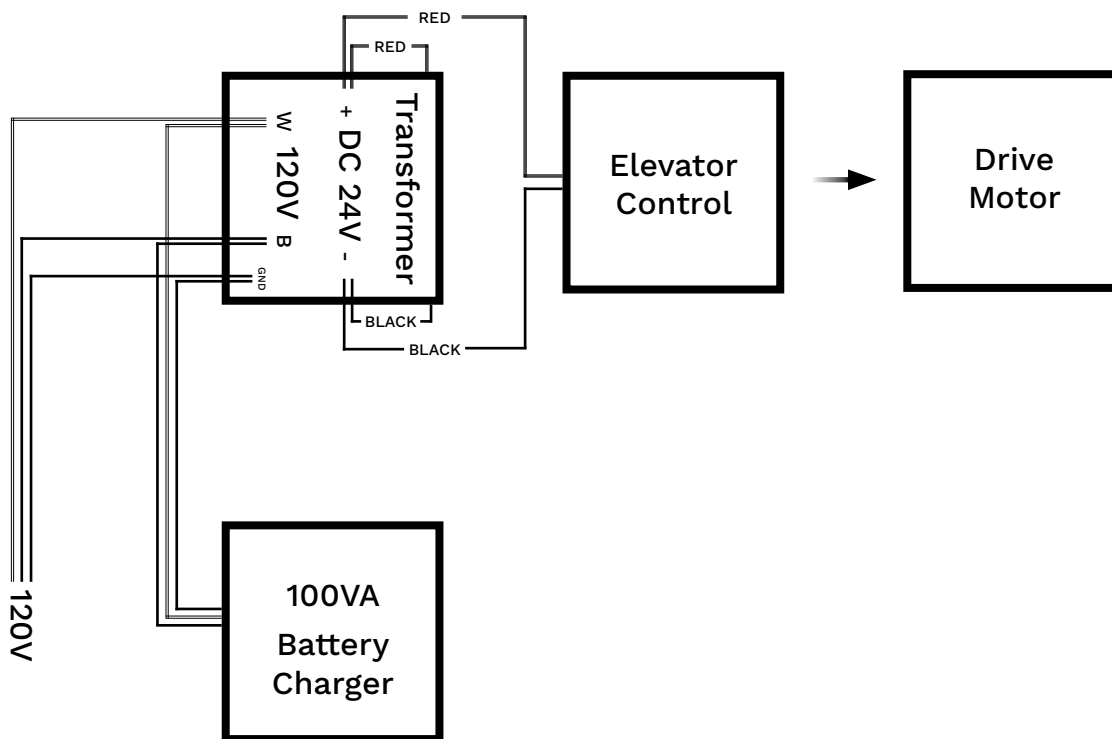 RED
RED
Transformer
+ DC 24V -
W 120V B
GND
BLACK
BLACK
Elevator
Control
Drive
Motor
120V
100VA
Battery
Charger